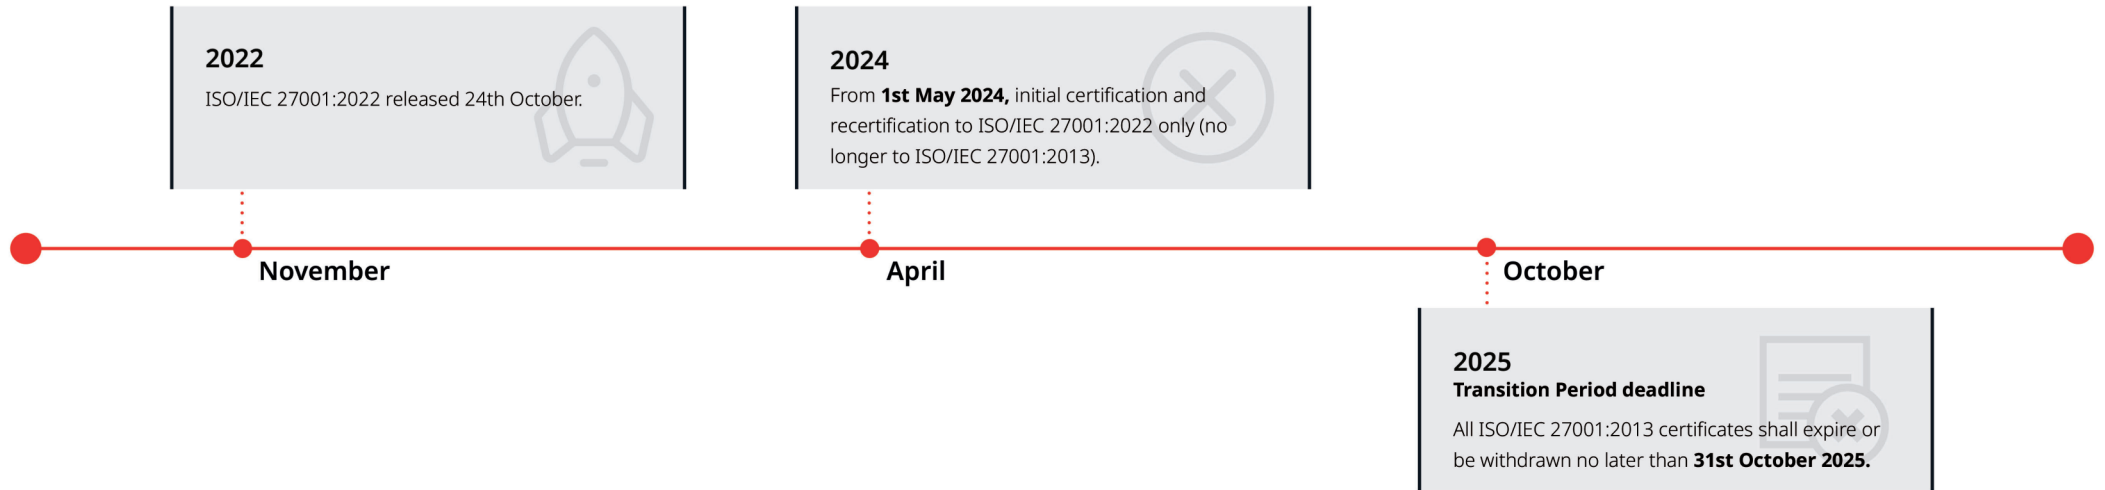 2022
ISO/IEC 27001:2022 released 24th October.
2024
From 1st May 2024, initial certification and
recertification to ISO/IEC 27001:2022 only (no
longer to ISO/IEC 27001:2013).
November
April
October
2025
Transition Period deadline
All ISO/IEC 27001:2013 certificates shall expire or
be withdrawn no later than 31st October 2025.